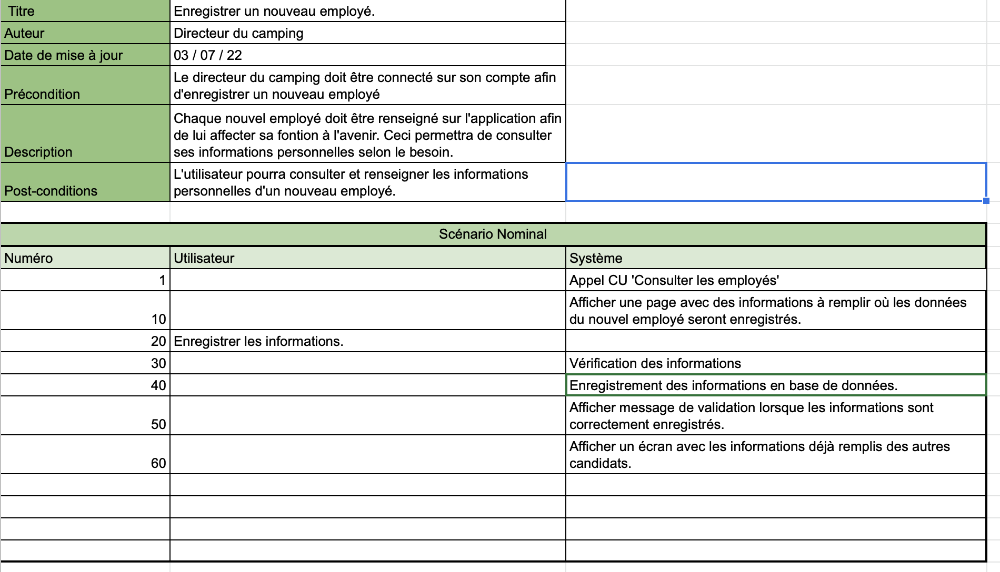 Titre
Enregistrer un nouveau employé.
Auteur
Directeur du camping
Date de mise à jour
03 / 07 / 22
Précondition
Le directeur du camping doit être connecté sur son compte afin
d'enregistrer un nouveau employé
Description
Chaque nouvel employé doit être renseigné sur l'application afin
de lui affecter sa fontion à l'avenir. Ceci permettra de consulter
ses informations personnelles selon le besoin.
Post-conditions
L'utilisateur pourra consulter et renseigner les informations
personnelles d'un nouveau employé.
Scénario Nominal
Numéro
Utilisateur
Système
1
Appel CU 'Consulter les employés'
10
Afficher une page avec des informations à remplir où les données
du nouvel employé seront enregistrés.
20
Enregistrer les informations.
30
Vérification des informations
40
Enregistrement des informations en base de données.
50
Afficher message de validation lorsque les informations sont
correctement enregistrés.
60
Afficher un écran avec les informations déjà remplis des autres
candidats.